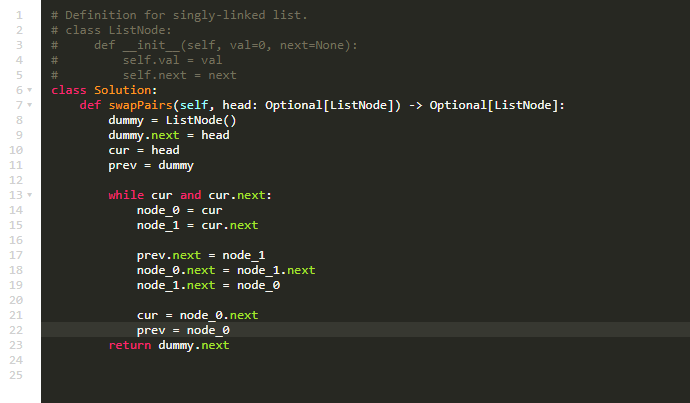 1 # Definition for singly-linked list.
2 # class ListNode:
3 #     def __init__(self, val=0, next=None):
4 #         self.val = val
5 #         self.next = next
6 class Solution:
7     def swapPairs(self, head: Optional[ListNode]) -> Optional[ListNode]:
8         dummy = ListNode()
9         dummy.next = head
10         cur = head
11         prev = dummy
12
13         while cur and cur.next:
14             node_0 = cur
15             node_1 = cur.next
16
17             prev.next = node_1
18             node_0.next = node_1.next
19             node_1.next = node_0
20
21             cur = node_0.next
22             prev = node_0
23         return dummy.next
24
25